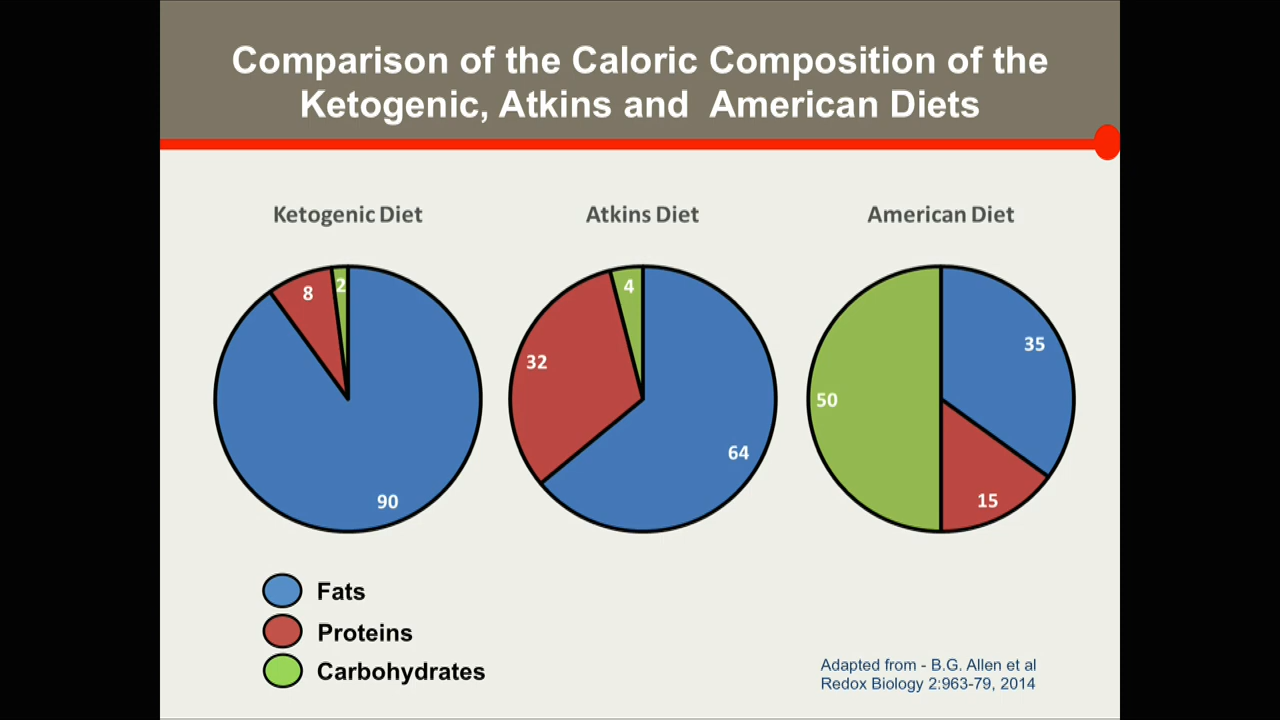 Comparison of the Caloric Composition of the
Ketogenic, Atkins and American Diets
Ketogenic Diet
2
8
90
Atkins Diet
4
32
64
American Diet
35
50
15
Fats
Proteins
Carbohydrates
Adapted from - B.G. Allen et al
Redox Biology 2:963-79, 2014